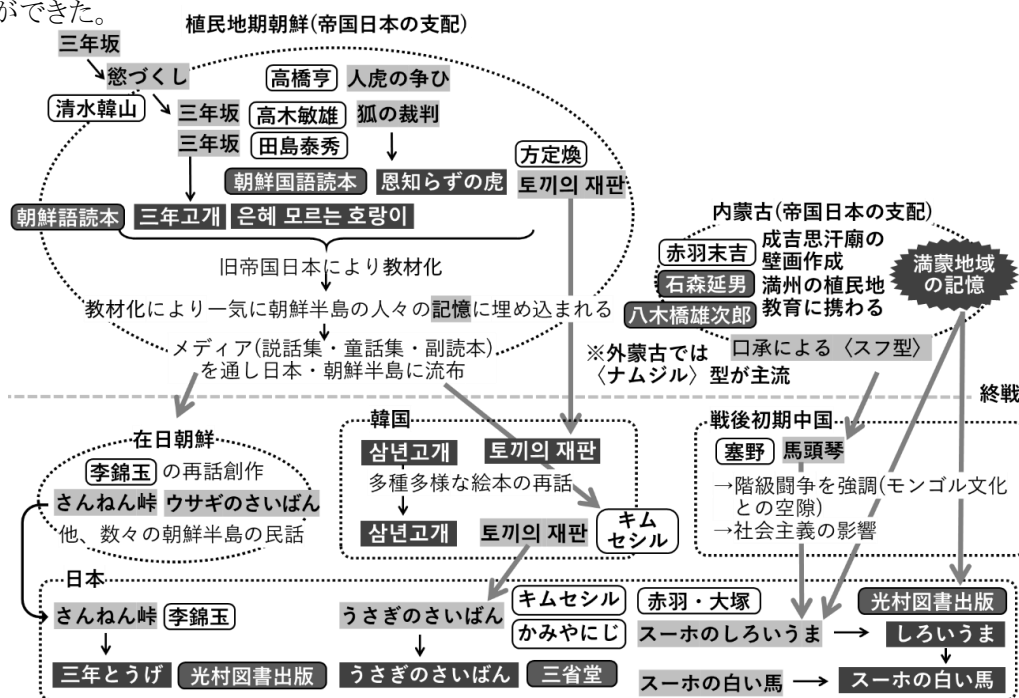 ができた。
植民地期朝鮮(帝国日本の支配)
三年坂
慾づくし
清水韓山
三年坂
三年坂
高橋亨
人虎の争ひ
高木敏雄
狐の裁判
田島泰秀
朝鮮国語読本
恩知らずの虎
方定煥
토끼의 재판
朝鮮語読本
三年고개
은혜 모르는 호랑이
旧帝国日本により教材化
教材化により一気に朝鮮半島の人々の記憶に埋め込まれる
メディア(説話集・童話集・副読本)
を通し日本・朝鮮半島に流布
内蒙古(帝国日本の支配)
赤羽末吉
成吉思汗廟の
壁画作成
石森延男
八木橋雄次郎
満州の植民地
教育に携わる
満蒙地域
の記憶
口承による〈スフ型〉
※外蒙古では
〈ナムジル〉型が主流
終戦
在日朝鮮
李錦玉の再話創作
さんねん峠
ウサギのさいばん
他、数々の朝鮮半島の民話
韓国
삼년고개
토끼의 재판
多種多様な絵本の再話
삼년고개
토끼의 재판
キム
セシル
戦後初期中国
塞野
馬頭琴
→階級闘争を強調(モンゴル文化
との空隙)
→社会主義の影響
日本
さんねん峠
李錦玉
三年とうげ
光村図書出版
うさぎのさいばん
キムセシル
かみやにじ
うさぎのさいばん
三省堂
赤羽・大塚
スーホのしろいうま
光村図書出版
しろいうま
スーホの白い馬
スーホの白い馬